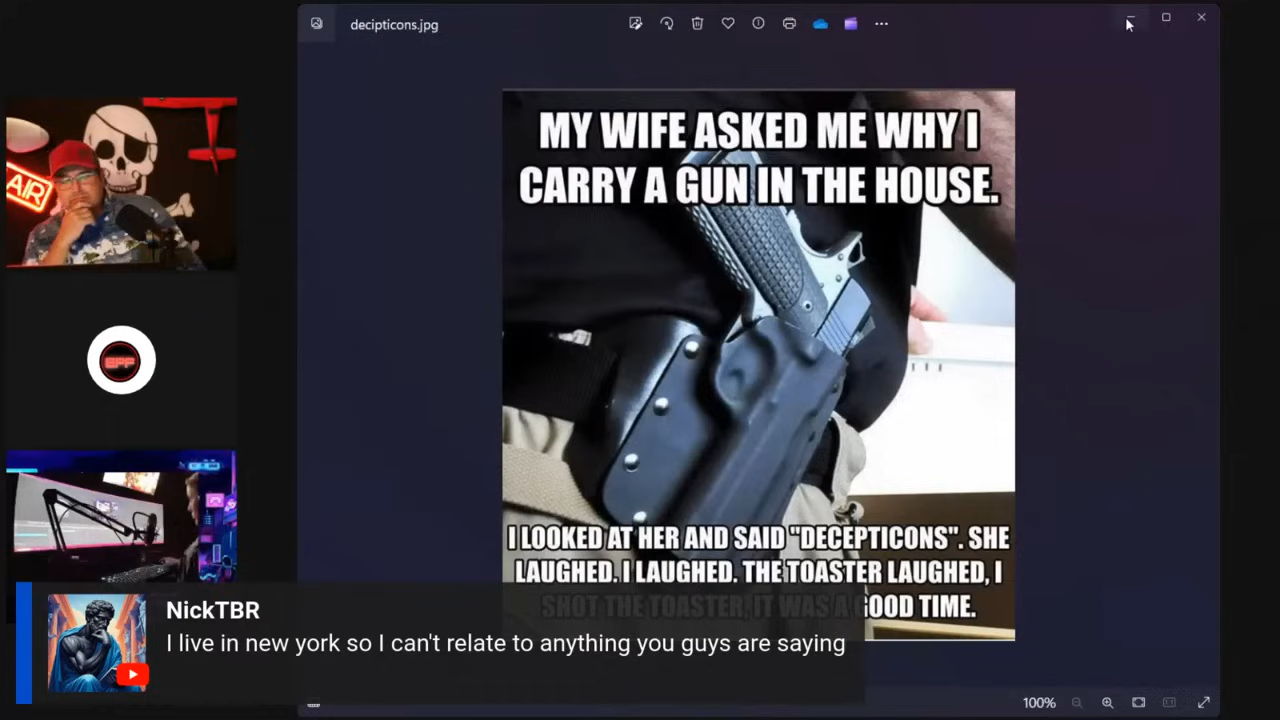 decipticons.jpg
MY WIFE ASKED ME WHY I
CARRY A GUN IN THE HOUSE.
AIR
EPP
I LOOKED AT HER AND SAID "DECEPTICONS". SHE
LAUGHED. I LAUGHED. THE TOASTER LAUGHED, I
SHOT THE TOASTER, IT WAS A GOOD TIME.
NickTBR
I live in new york so I can't relate to anything you guys are saying
100%